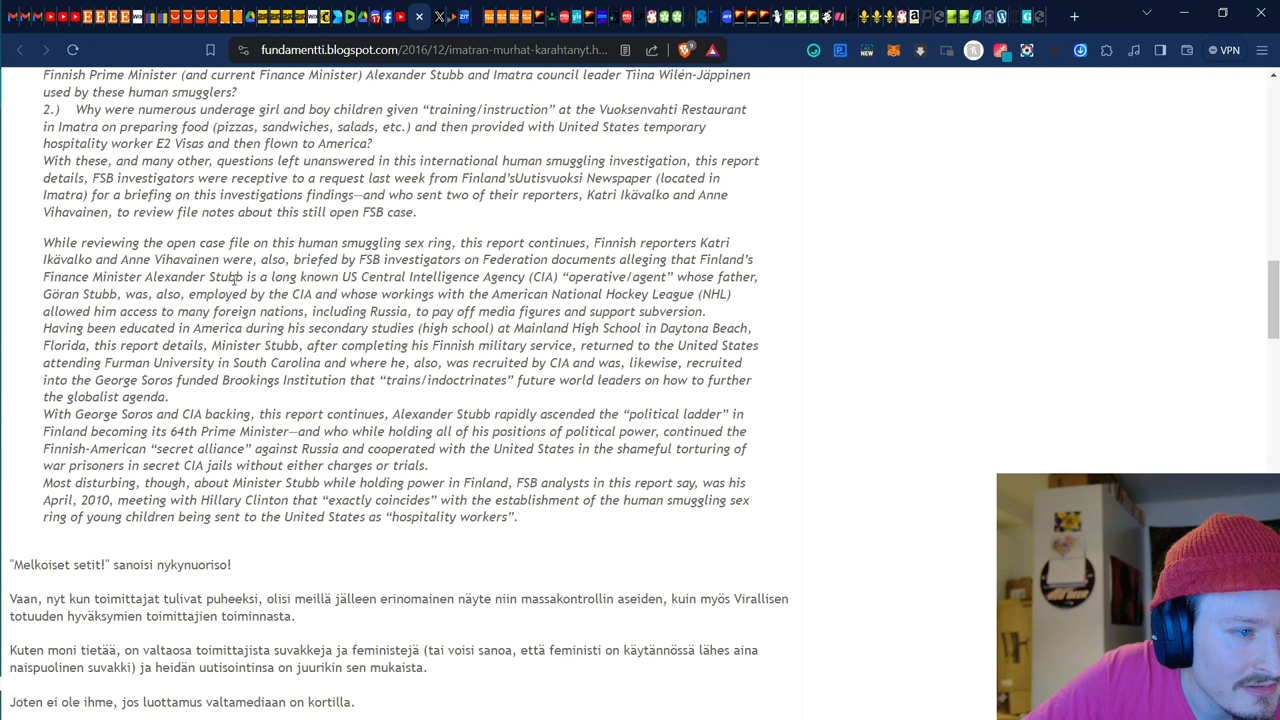 fundamentti.blogspot.com/2016/12/imatran-murhat-karahtanyt.h...
VPN
Finnish Prime Minister (and current Finance Minister) Alexander Stubb and Imatra council leader Tiina Wilén-Jäppinen
used by these human smugglers?
2.) Why were numerous underage girl and boy children given “training/instruction” at the Vuoksenvahti Restaurant
in Imatra on preparing food (pizzas, sandwiches, salads, etc.) and then provided with United States temporary
hospitality worker E2 Visas and then flown to America?
With these, and many other, questions left unanswered in this international human smuggling investigation, this report
details, FSB investigators were receptive to a request last week from Finland’sUutisvuoksi Newspaper (located in
Imatra) for a briefing on this investigations findings—and who sent two of their reporters, Katri Ikävalko and Anne
Vihavainen, to review file notes about this still open FSB case.
While reviewing the open case file on this human smuggling sex ring, this report continues, Finnish reporters Katri
Ikävalko and Anne Vihavainen were, also, briefed by FSB investigators on Federation documents alleging that Finland’s
Finance Minister Alexander Stubb is a long known US Central Intelligence Agency (CIA) “operative/agent” whose father,
Göran Stubb, was, also, employed by the CIA and whose workings with the American National Hockey League (NHL)
allowed him access to many foreign nations, including Russia, to pay off media figures and support subversion.
Having been educated in America during his secondary studies (high school) at Mainland High School in Daytona Beach,
Florida, this report details, Minister Stubb, after completing his Finnish military service, returned to the United States
attending Furman University in South Carolina and where he, also, was recruited by CIA and was, likewise, recruited
into the George Soros funded Brookings Institution that “trains/indoctrinates” future world leaders on how to further
the globalist agenda.
With George Soros and CIA backing, this report continues, Alexander Stubb rapidly ascended the “political ladder” in
Finland becoming its 64th Prime Minister—and who while holding all of his positions of political power, continued the
Finnish-American “secret alliance” against Russia and cooperated with the United States in the shameful torturing of
war prisoners in secret CIA jails without either charges or trials.
Most disturbing, though, about Minister Stubb while holding power in Finland, FSB analysts in this report say, was his
April, 2010, meeting with Hillary Clinton that “exactly coincides” with the establishment of the human smuggling sex
ring of young children being sent to the United States as “hospitality workers”.
"Melkoiset setit!" sanoisi nykynuoriso!
Vaan, nyt kun toimittajat tulivat puheeksi, olisi meillä jälleen erinomainen näyte niin massakontrollin aseiden, kuin myös Virallisen
totuuden hyväksymien toimittajien toiminnasta.
Kuten moni tietää, on valtaosa toimittajista suvakkeja ja feministejä (tai voisi sanoa, että feministi on käytännössä lähes aina
naispuolinen suvakki) ja heidän uutisointinsa on juurikin sen mukaista.
Joten ei ole ihme, jos luottamus valtamediaan on kortilla.